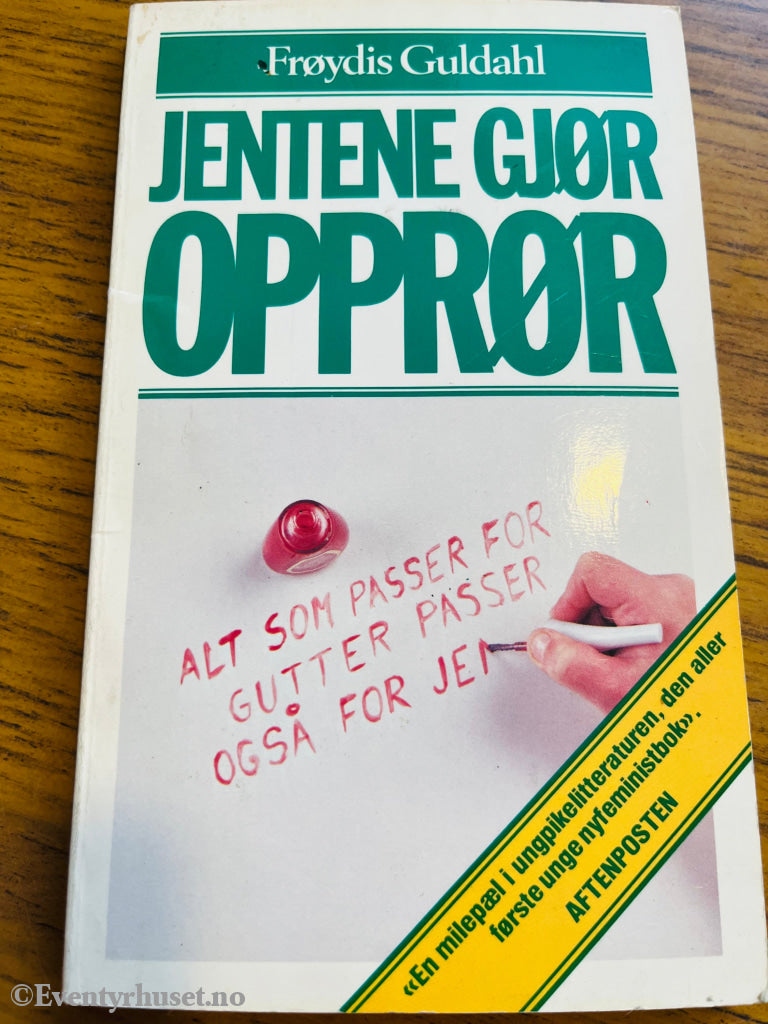 Frøydis Guldahl
JENTENE GJØR
OPPRØR
ALT SOM PASSER FOR
GUTTER PASSER
OGSÅ FOR JEN
«En milepæl i ungpikelitteraturen, den aller
første unge nyfeministbok».
AFTENPOSTEN
©Eventyrhuset.no